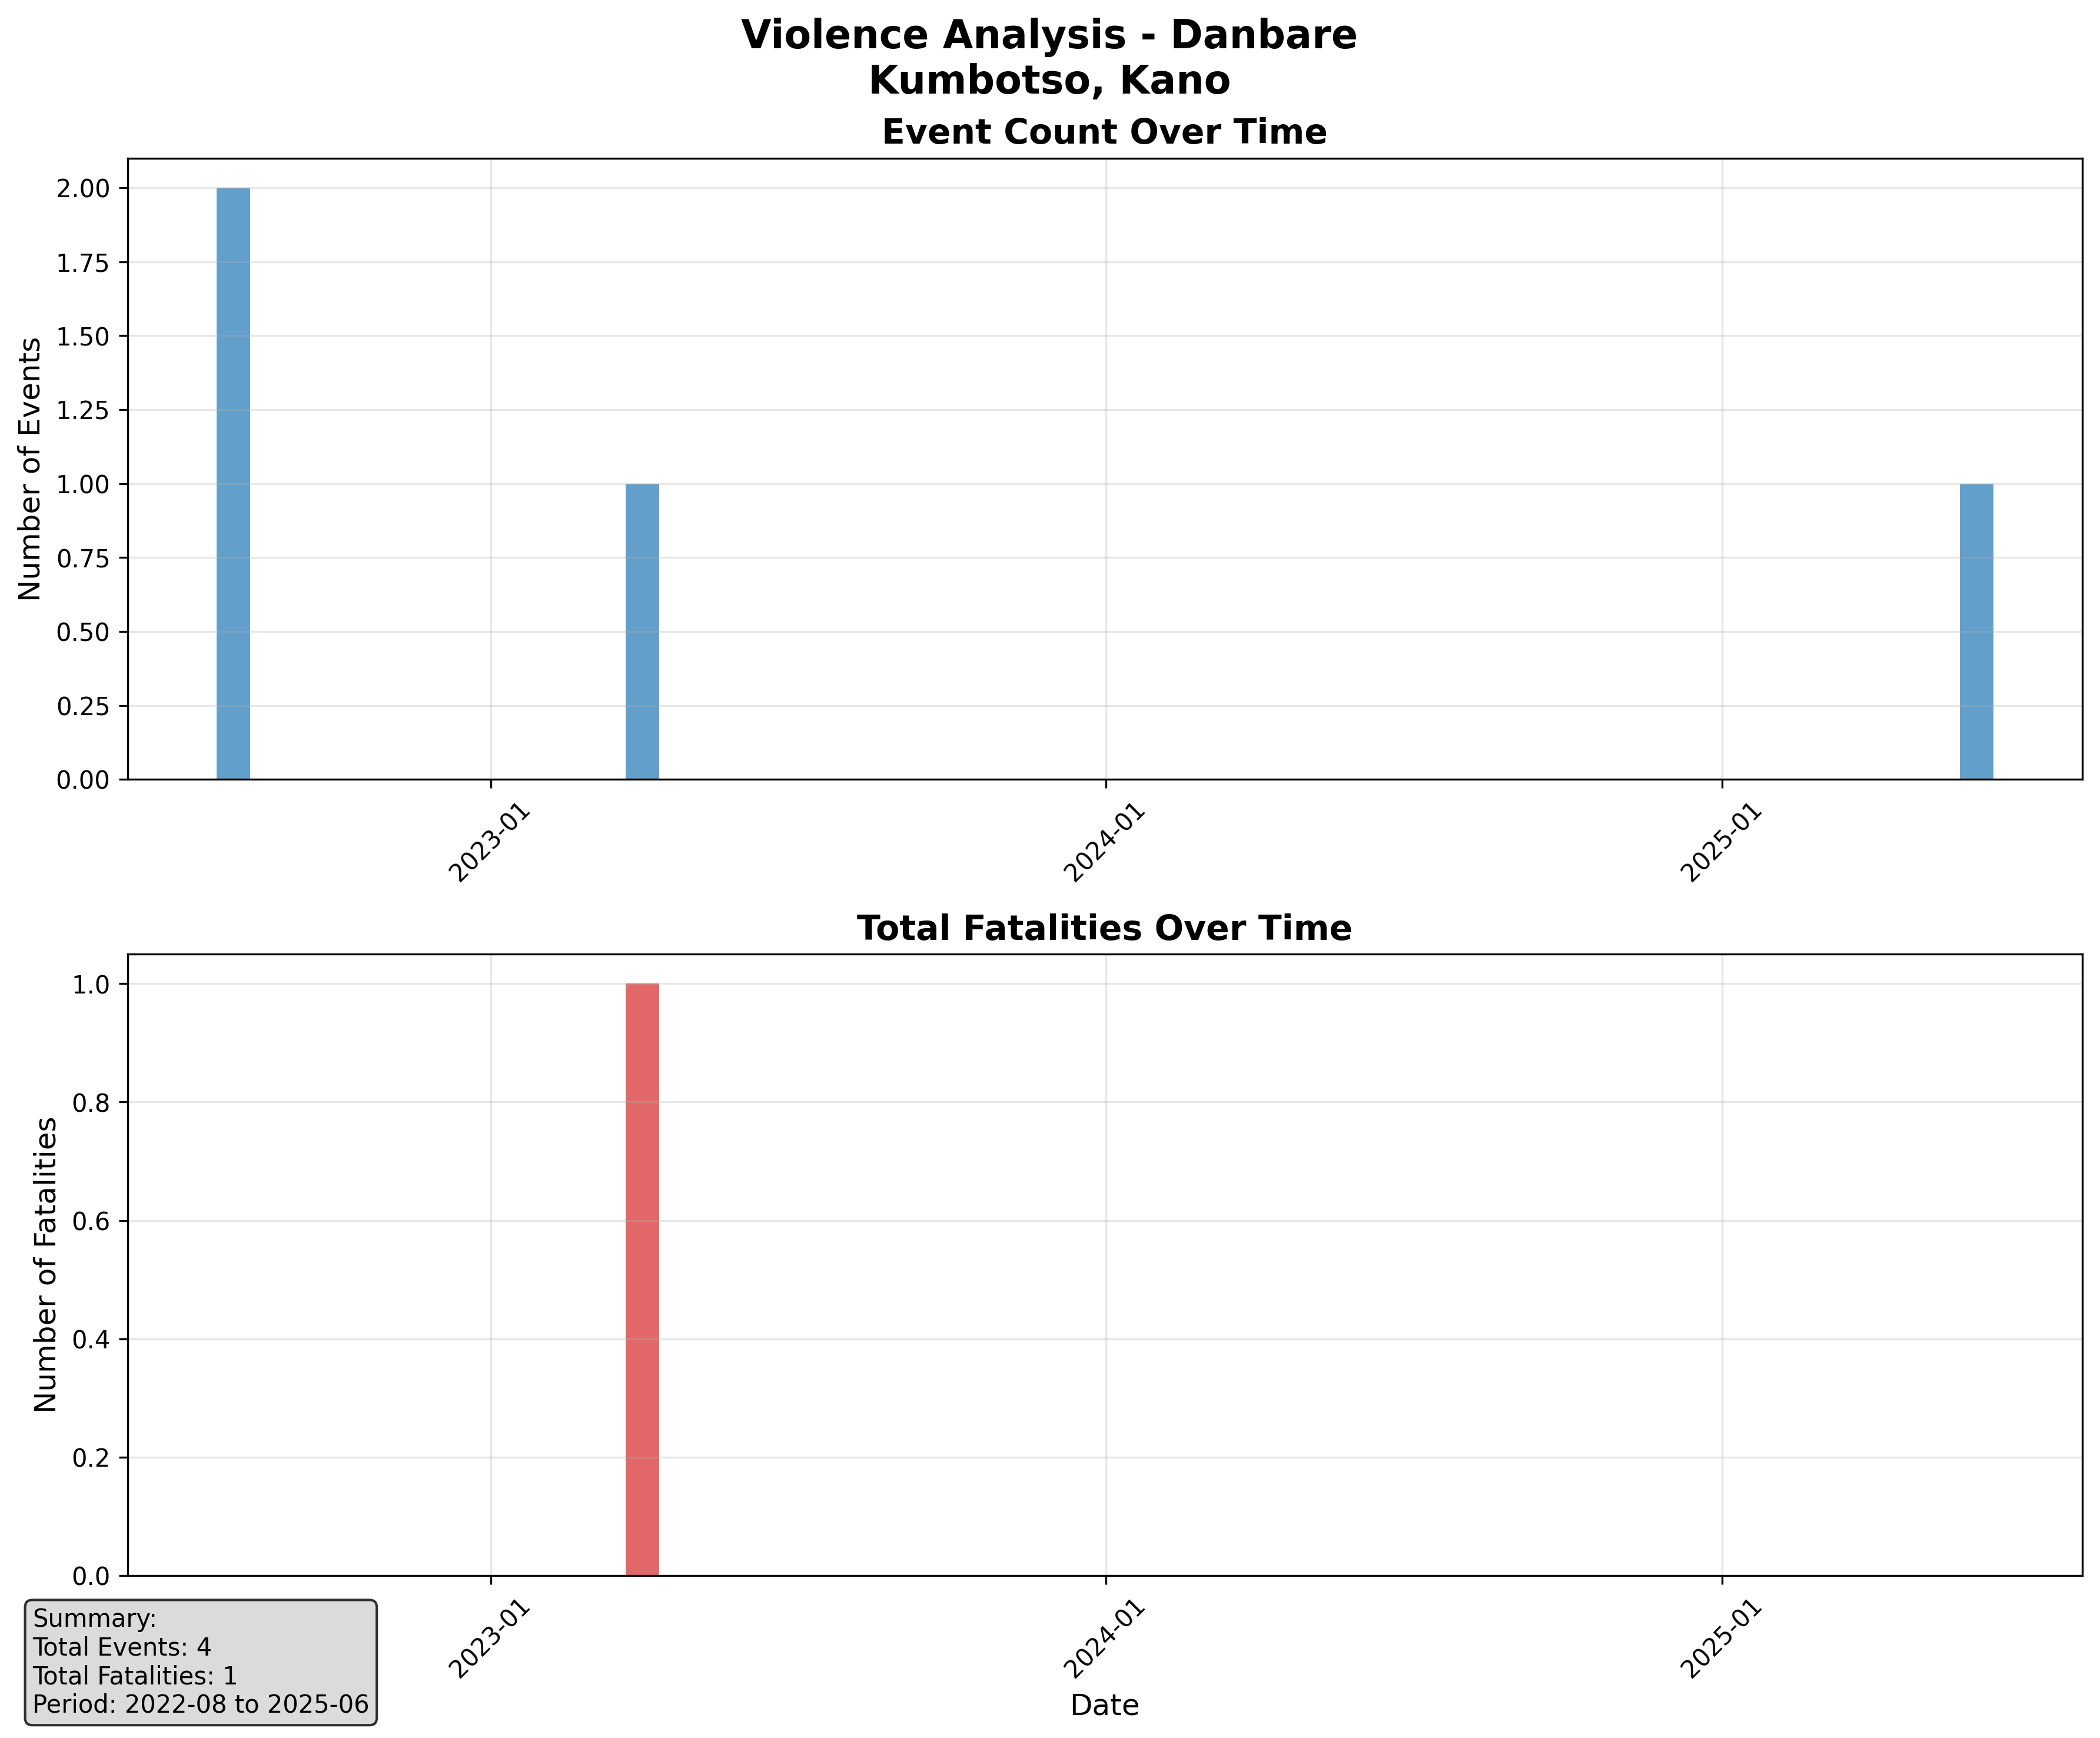 Violence Analysis - Danbare
Kumbotso, Kano
Event Count Over Time
Number of Events
2.00
1.75
1.50
1.25
1.00
0.75
0.50
0.25
0.00
2023-01
2024-01
2025-01
Total Fatalities Over Time
Number of Fatalities
1.0
0.8
0.6
0.4
0.2
0.0
2023-01
2024-01
2025-01
Date
Summary:
Total Events: 4
Total Fatalities: 1
Period: 2022-08 to 2025-06